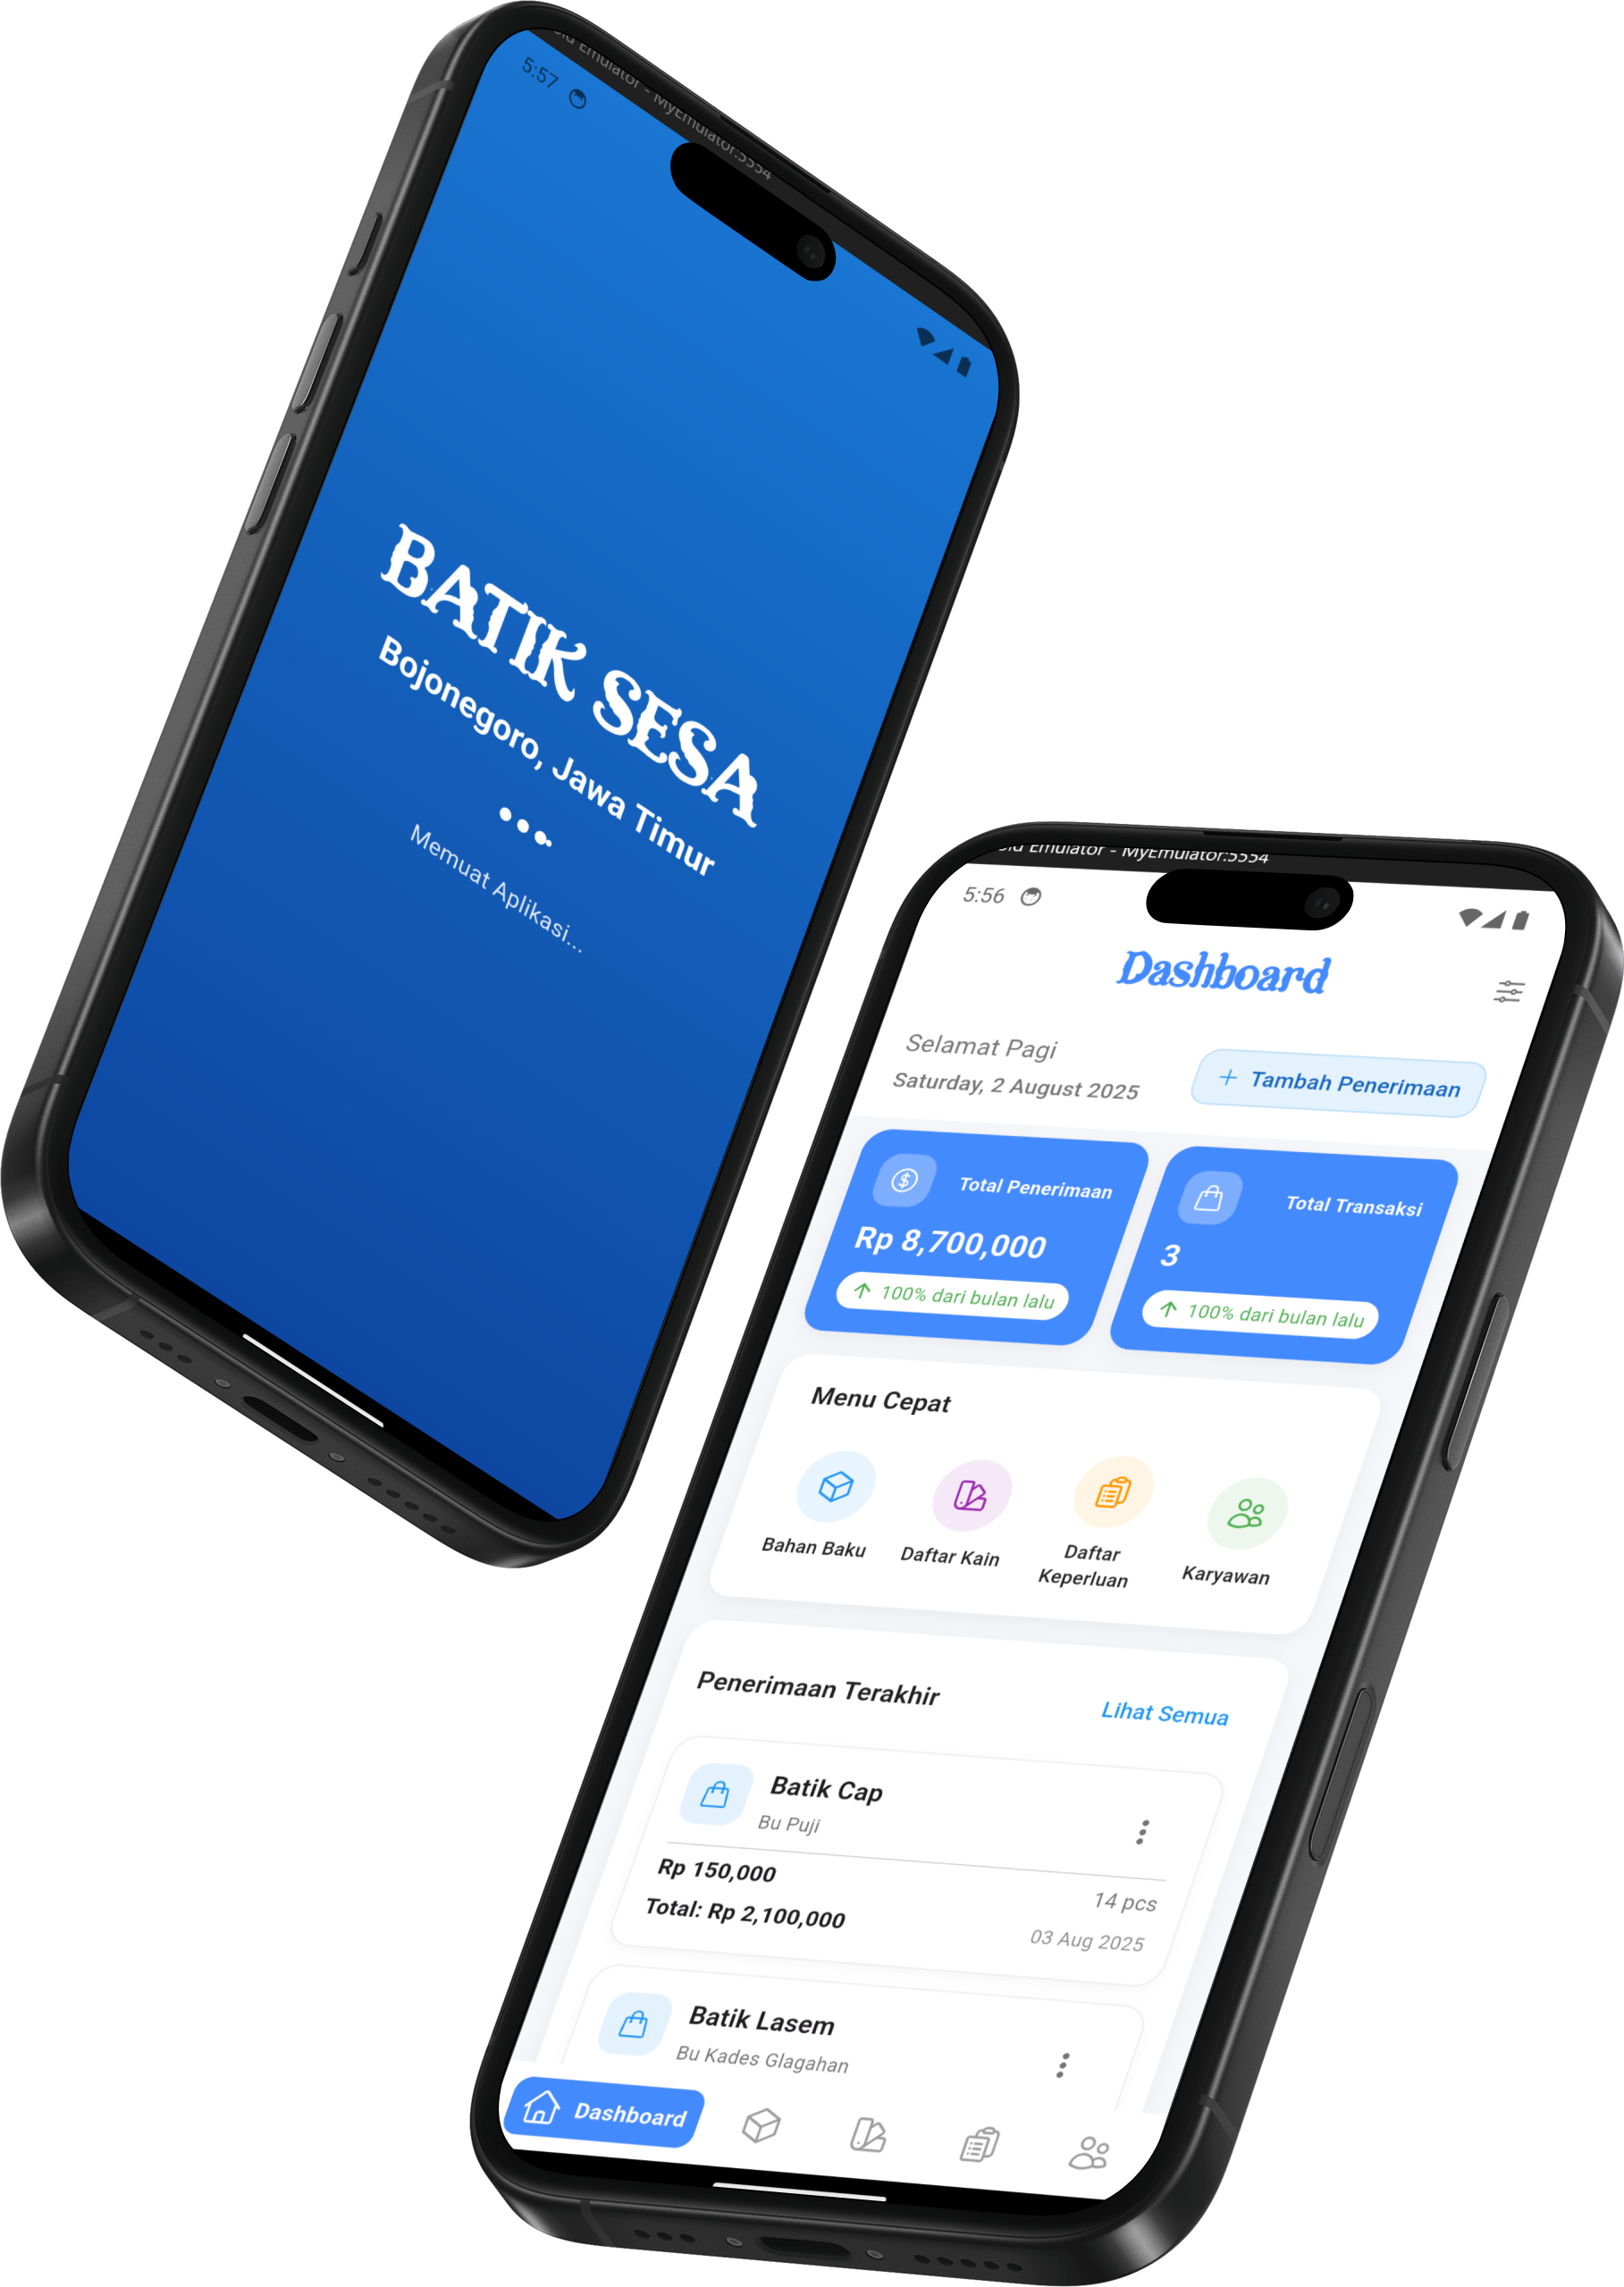 Emulator - MyEmulator:5554
5:57
BATIK SESA
Bojonegoro, Jawa Timur
Memuat Aplikasi...
Emulator - MyEmulator:5554
5:56
Dashboard
Selamat Pagi
Saturday, 2 August 2025
+ Tambah Penerimaan
Total Penerimaan
Rp 8,700,000
100% dari bulan lalu
Total Transaksi
3
100% dari bulan lalu
Menu Cepat
Bahan Baku
Daftar Kain
Daftar
Keperluan
Karyawan
Penerimaan Terakhir
Lihat Semua
Batik Cap
Bu Puji
Rp 150,000
14 pcs
Total: Rp 2,100,000
03 Aug 2025
Batik Lasem
Bu Kades Glagahan
Dashboard